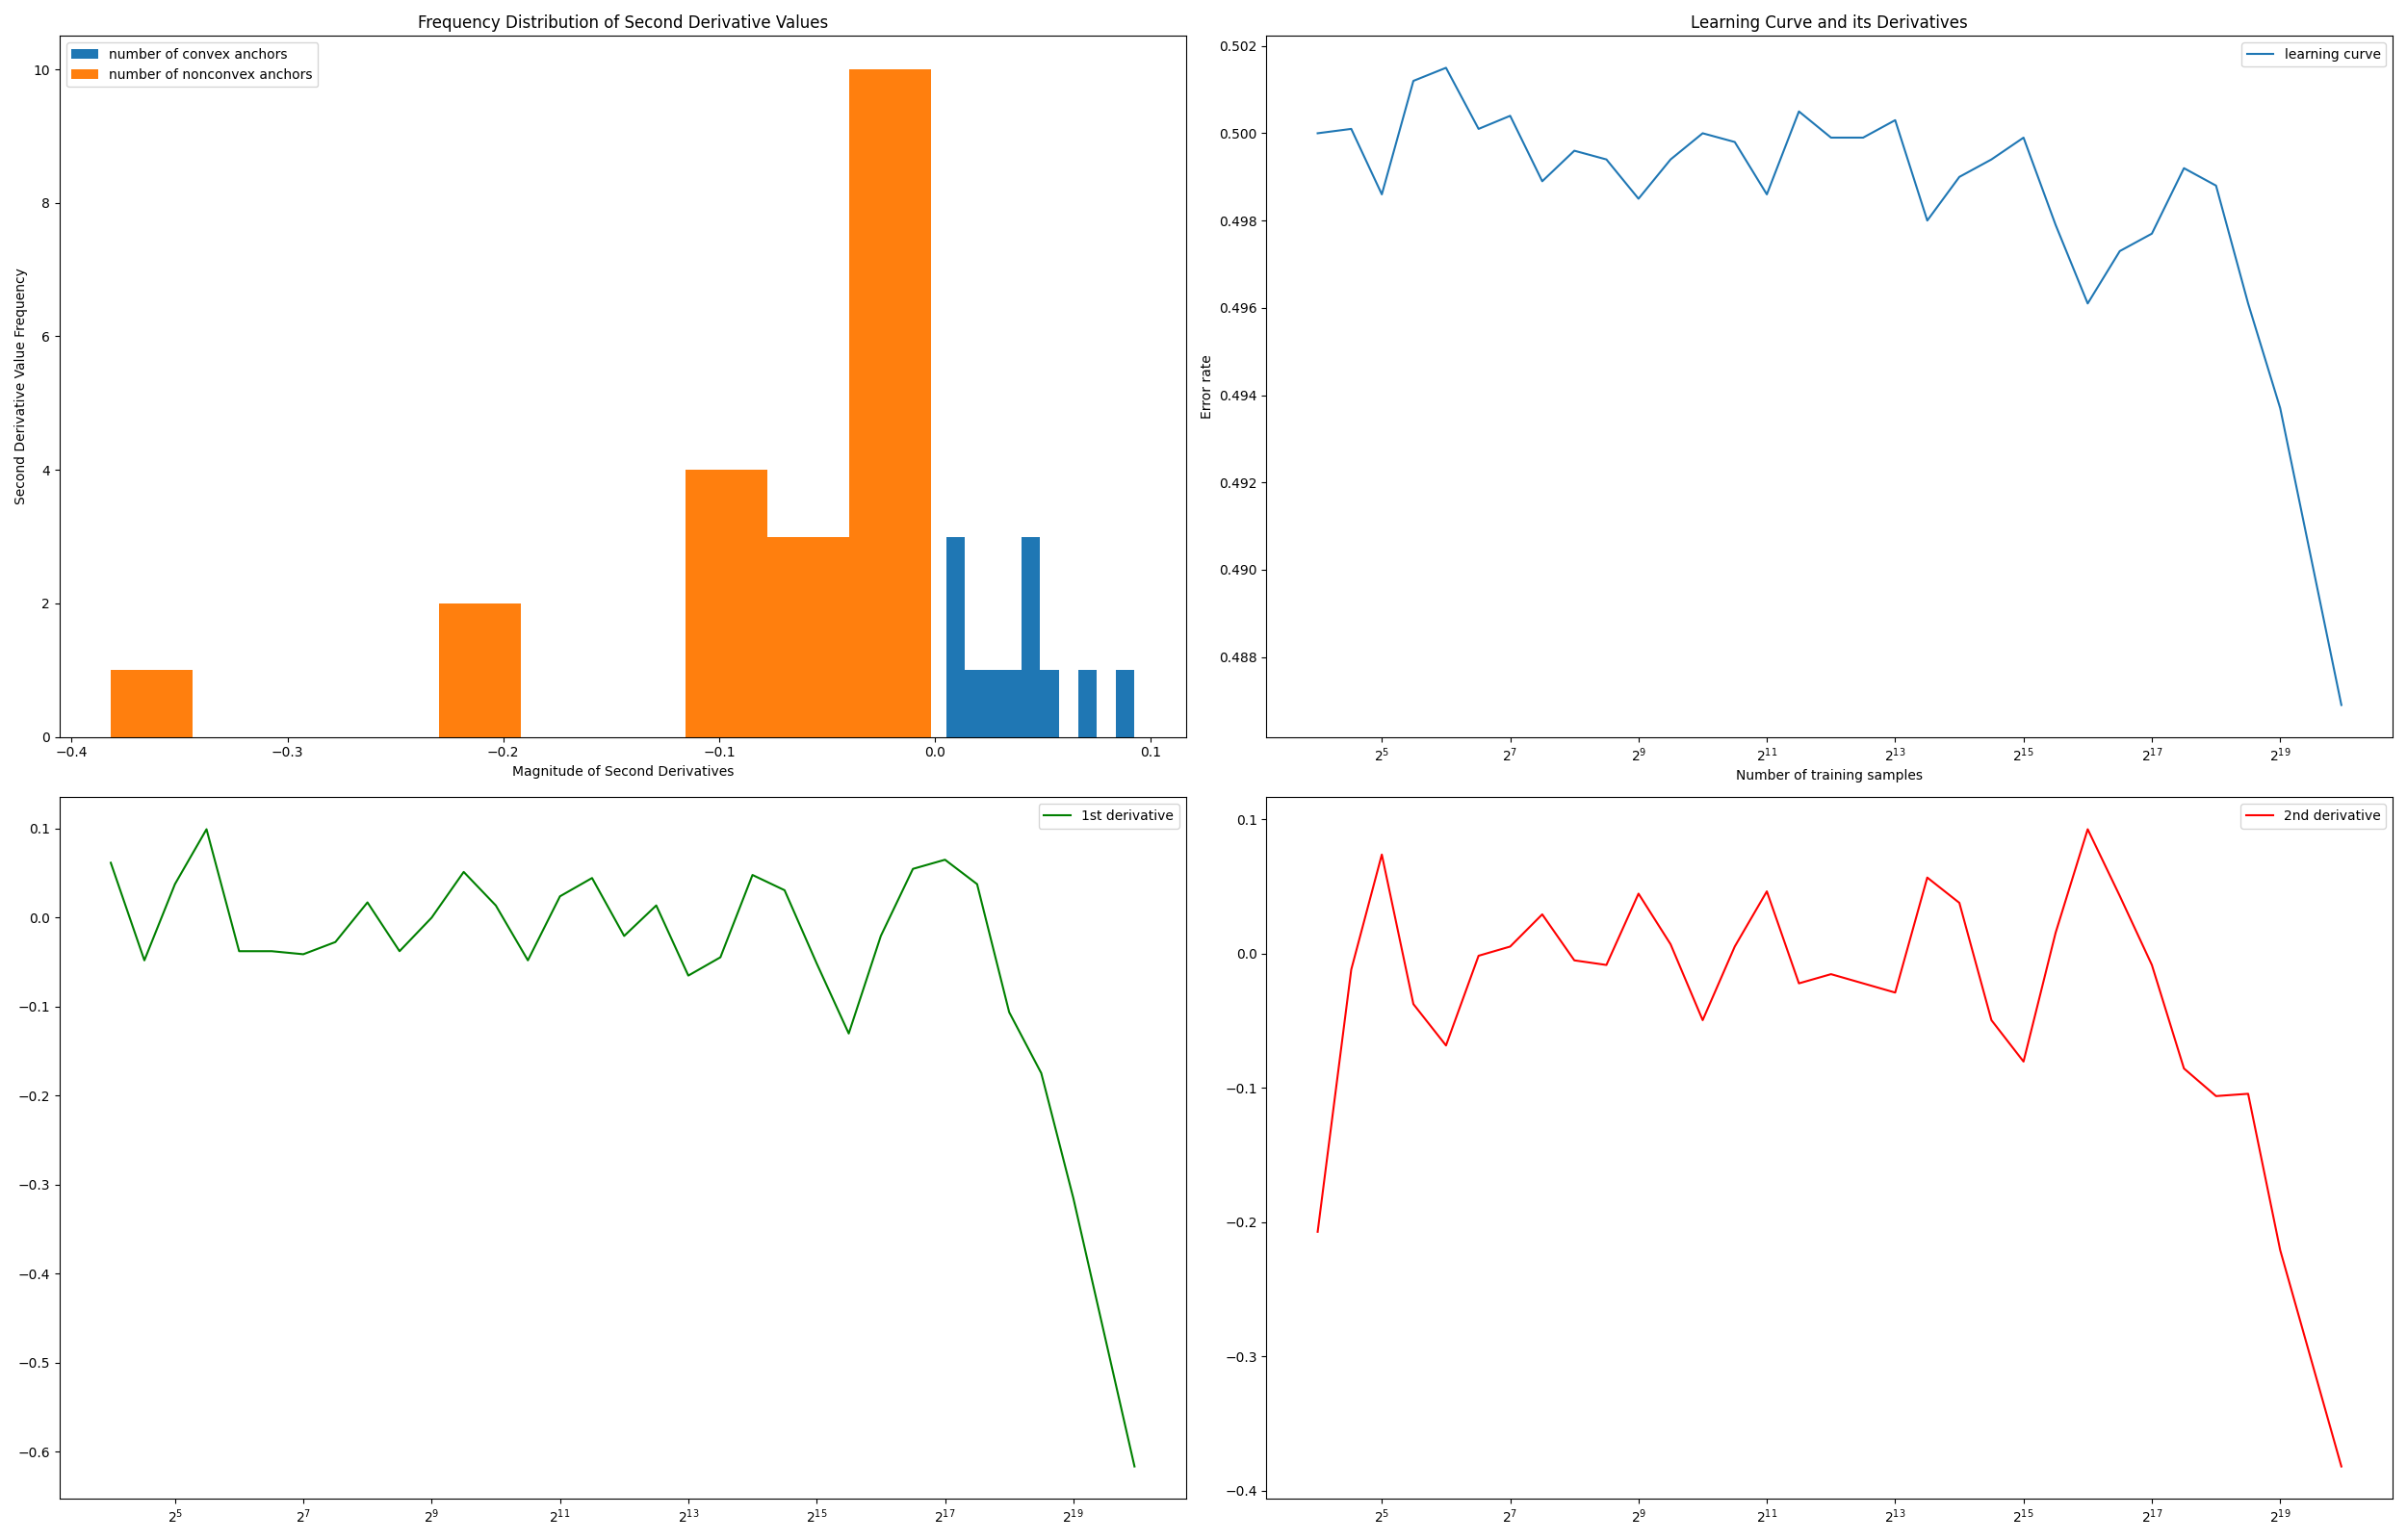 Frequency Distribution of Second Derivative Values
number of convex anchors
number of nonconvex anchors
Second Derivative Value Frequency
10
8
6
4
2
0
−0.4 −0.3 −0.2 −0.1 0.0 0.1
Magnitude of Second Derivatives
Learning Curve and its Derivatives
learning curve
Error rate
0.502
0.500
0.498
0.496
0.494
0.492
0.490
0.488
2^5 2^7 2^9 2^11 2^13 2^15 2^17 2^19
Number of training samples
1st derivative
0.1
0.0
−0.1
−0.2
−0.3
−0.4
−0.5
−0.6
2^5 2^7 2^9 2^11 2^13 2^15 2^17 2^19
2nd derivative
0.1
0.0
−0.1
−0.2
−0.3
−0.4
2^5 2^7 2^9 2^11 2^13 2^15 2^17 2^19